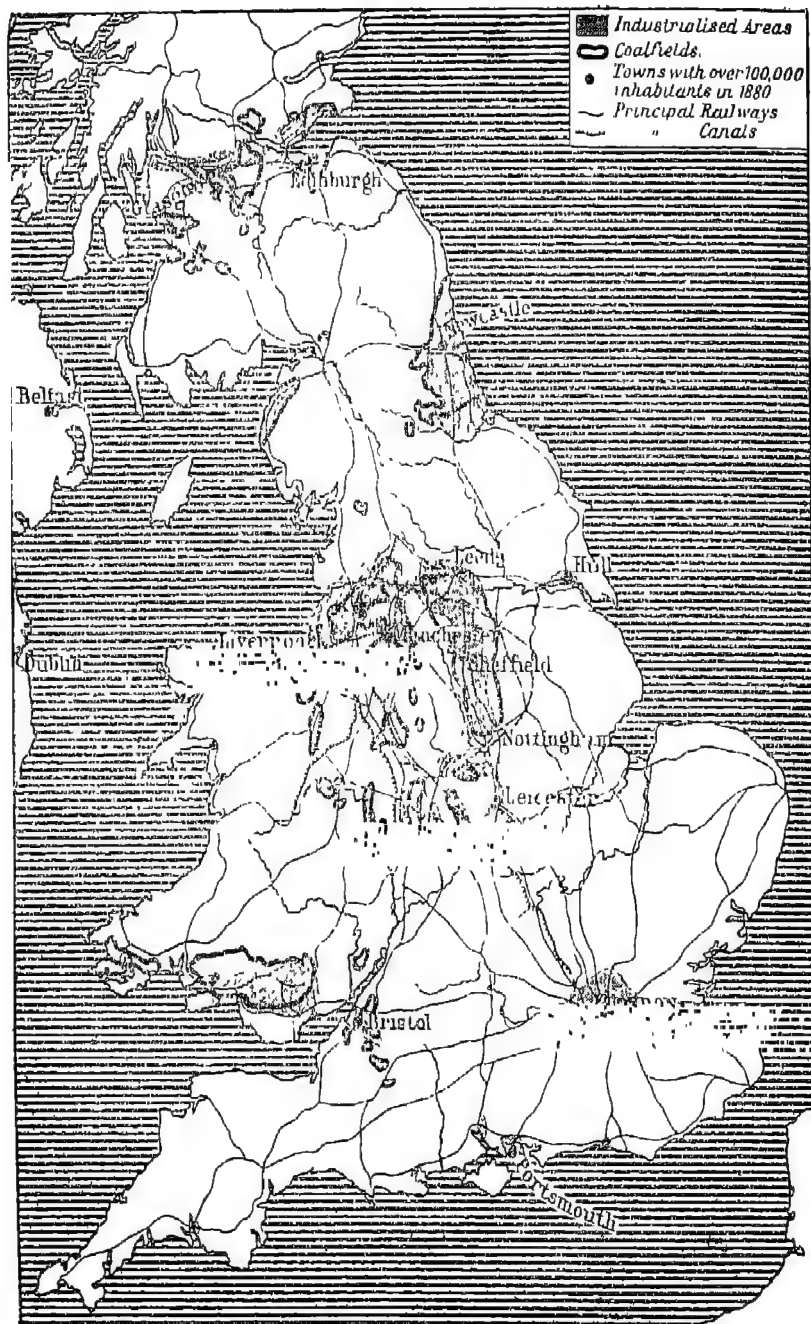 Industrialised Areas
Coalfields.
Towns with over 100,000
inhabitants in 1880
Principal Railways
" Canals
Edinburgh
Newcastle
Belfast
Leeds
Hull
Liverpool
Manchester
Dublin
Sheffield
Nottingham
Leicester
Bristol
Portsmouth